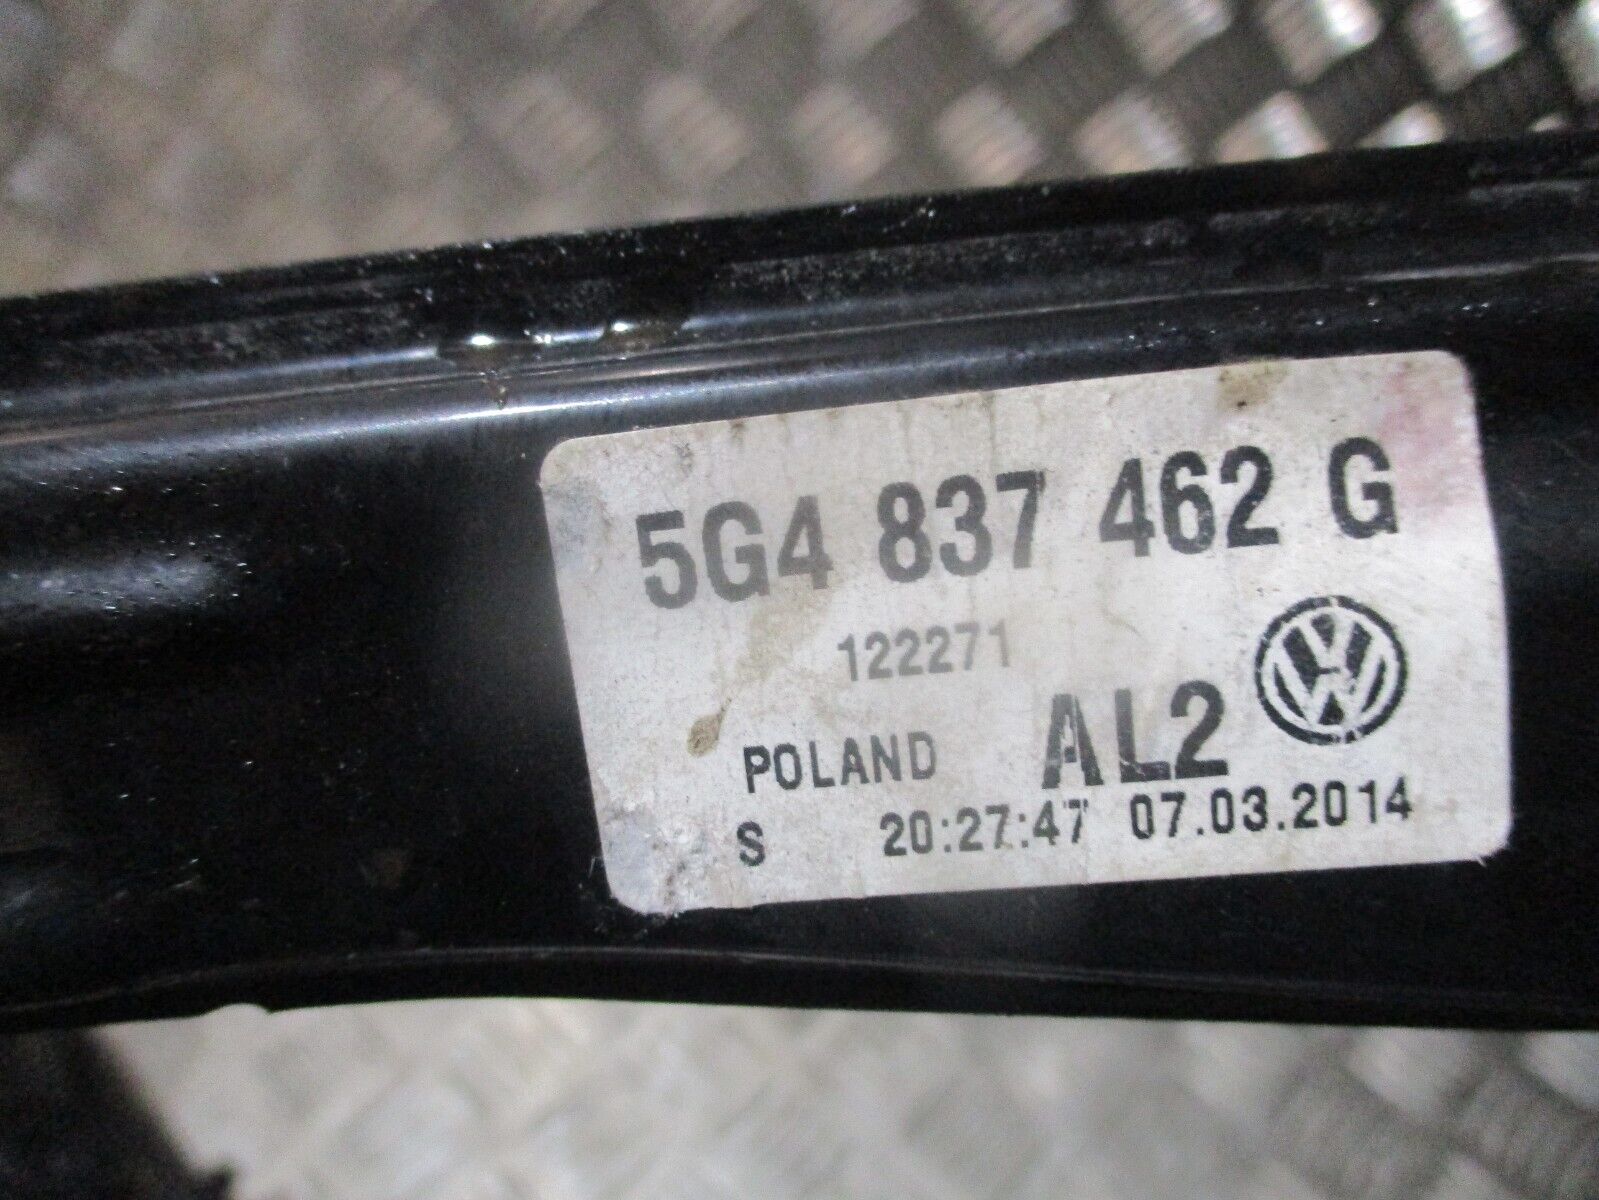 5G4 837 462 G
122271
POLAND AL2
S 20:27:47 07.03.2014